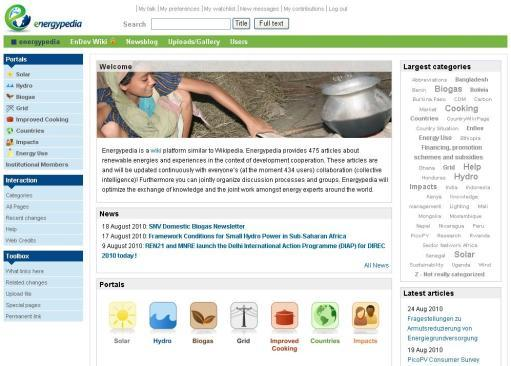 energypedia
My talk | My preferences | My watchlist | New messages | My contributions | Log out
Search Title Full text
energypedia EnDev Wiki Newsblog Uploads/Gallery Users
Portals
Solar
Hydro
Biogas
Grid
Improved Cooking
Countries
Impacts
Energy Use
Institutional Members
Interaction
Categories
All Pages
Recent changes
Help
Web Credits
Toolbox
What links here
Related changes
Upload file
Special pages
Permanent link
Welcome
Energypedia is a wiki platform similar to Wikipedia. Energypedia provides 475 articles about
renewable energies and experiences in the context of development cooperation. These articles are
and will be updated continuously with everyone's (at the moment 434 users) collaboration (collective
intelligence)! Furthermore you can jointly organize discussion processes and groups. Energypedia will
optimize the exchange of knowledge and the joint work amongst energy experts around the world.
News
18 August 2010: SNV Domestic Biogas Newsletter
17 August 2010: Framework Conditions for Small Hydro Power in Sub-Saharan Africa
9 August 2010: REN21 and MNRE launch the Delhi International Action Programme (DIAP) for DIREC
2010 today!
All News
Portals
Solar Hydro Biogas Grid Improved Cooking Countries Impacts
Largest categories
Abbreviations Bangladesh
Benin Biogas Bolivia
Burkina Faso CDM Carbon
Market Cooking
Countries CountryWikiPage
Country Situation EnDev
Energy Use Ethiopia
Financing, promotion
schemes and subsidies
Ghana Grid Help
Honduras Hydro
Impacts India Indonesia
Kenya Knowledge
management Lighting Mali
Mongolia Mozambique
Nepal Nicaragua Peru
PicoPV Research Rwanda
Sector Network Africa
Senegal Solar
Sustainability Uganda Wind
Z - Not really categorized
Latest articles
24 Aug 2010
Fragestellungen zu
Armutsreduzierung von
Energiegrundversorgung
19 Aug 2010
PicoPV Consumer Survey